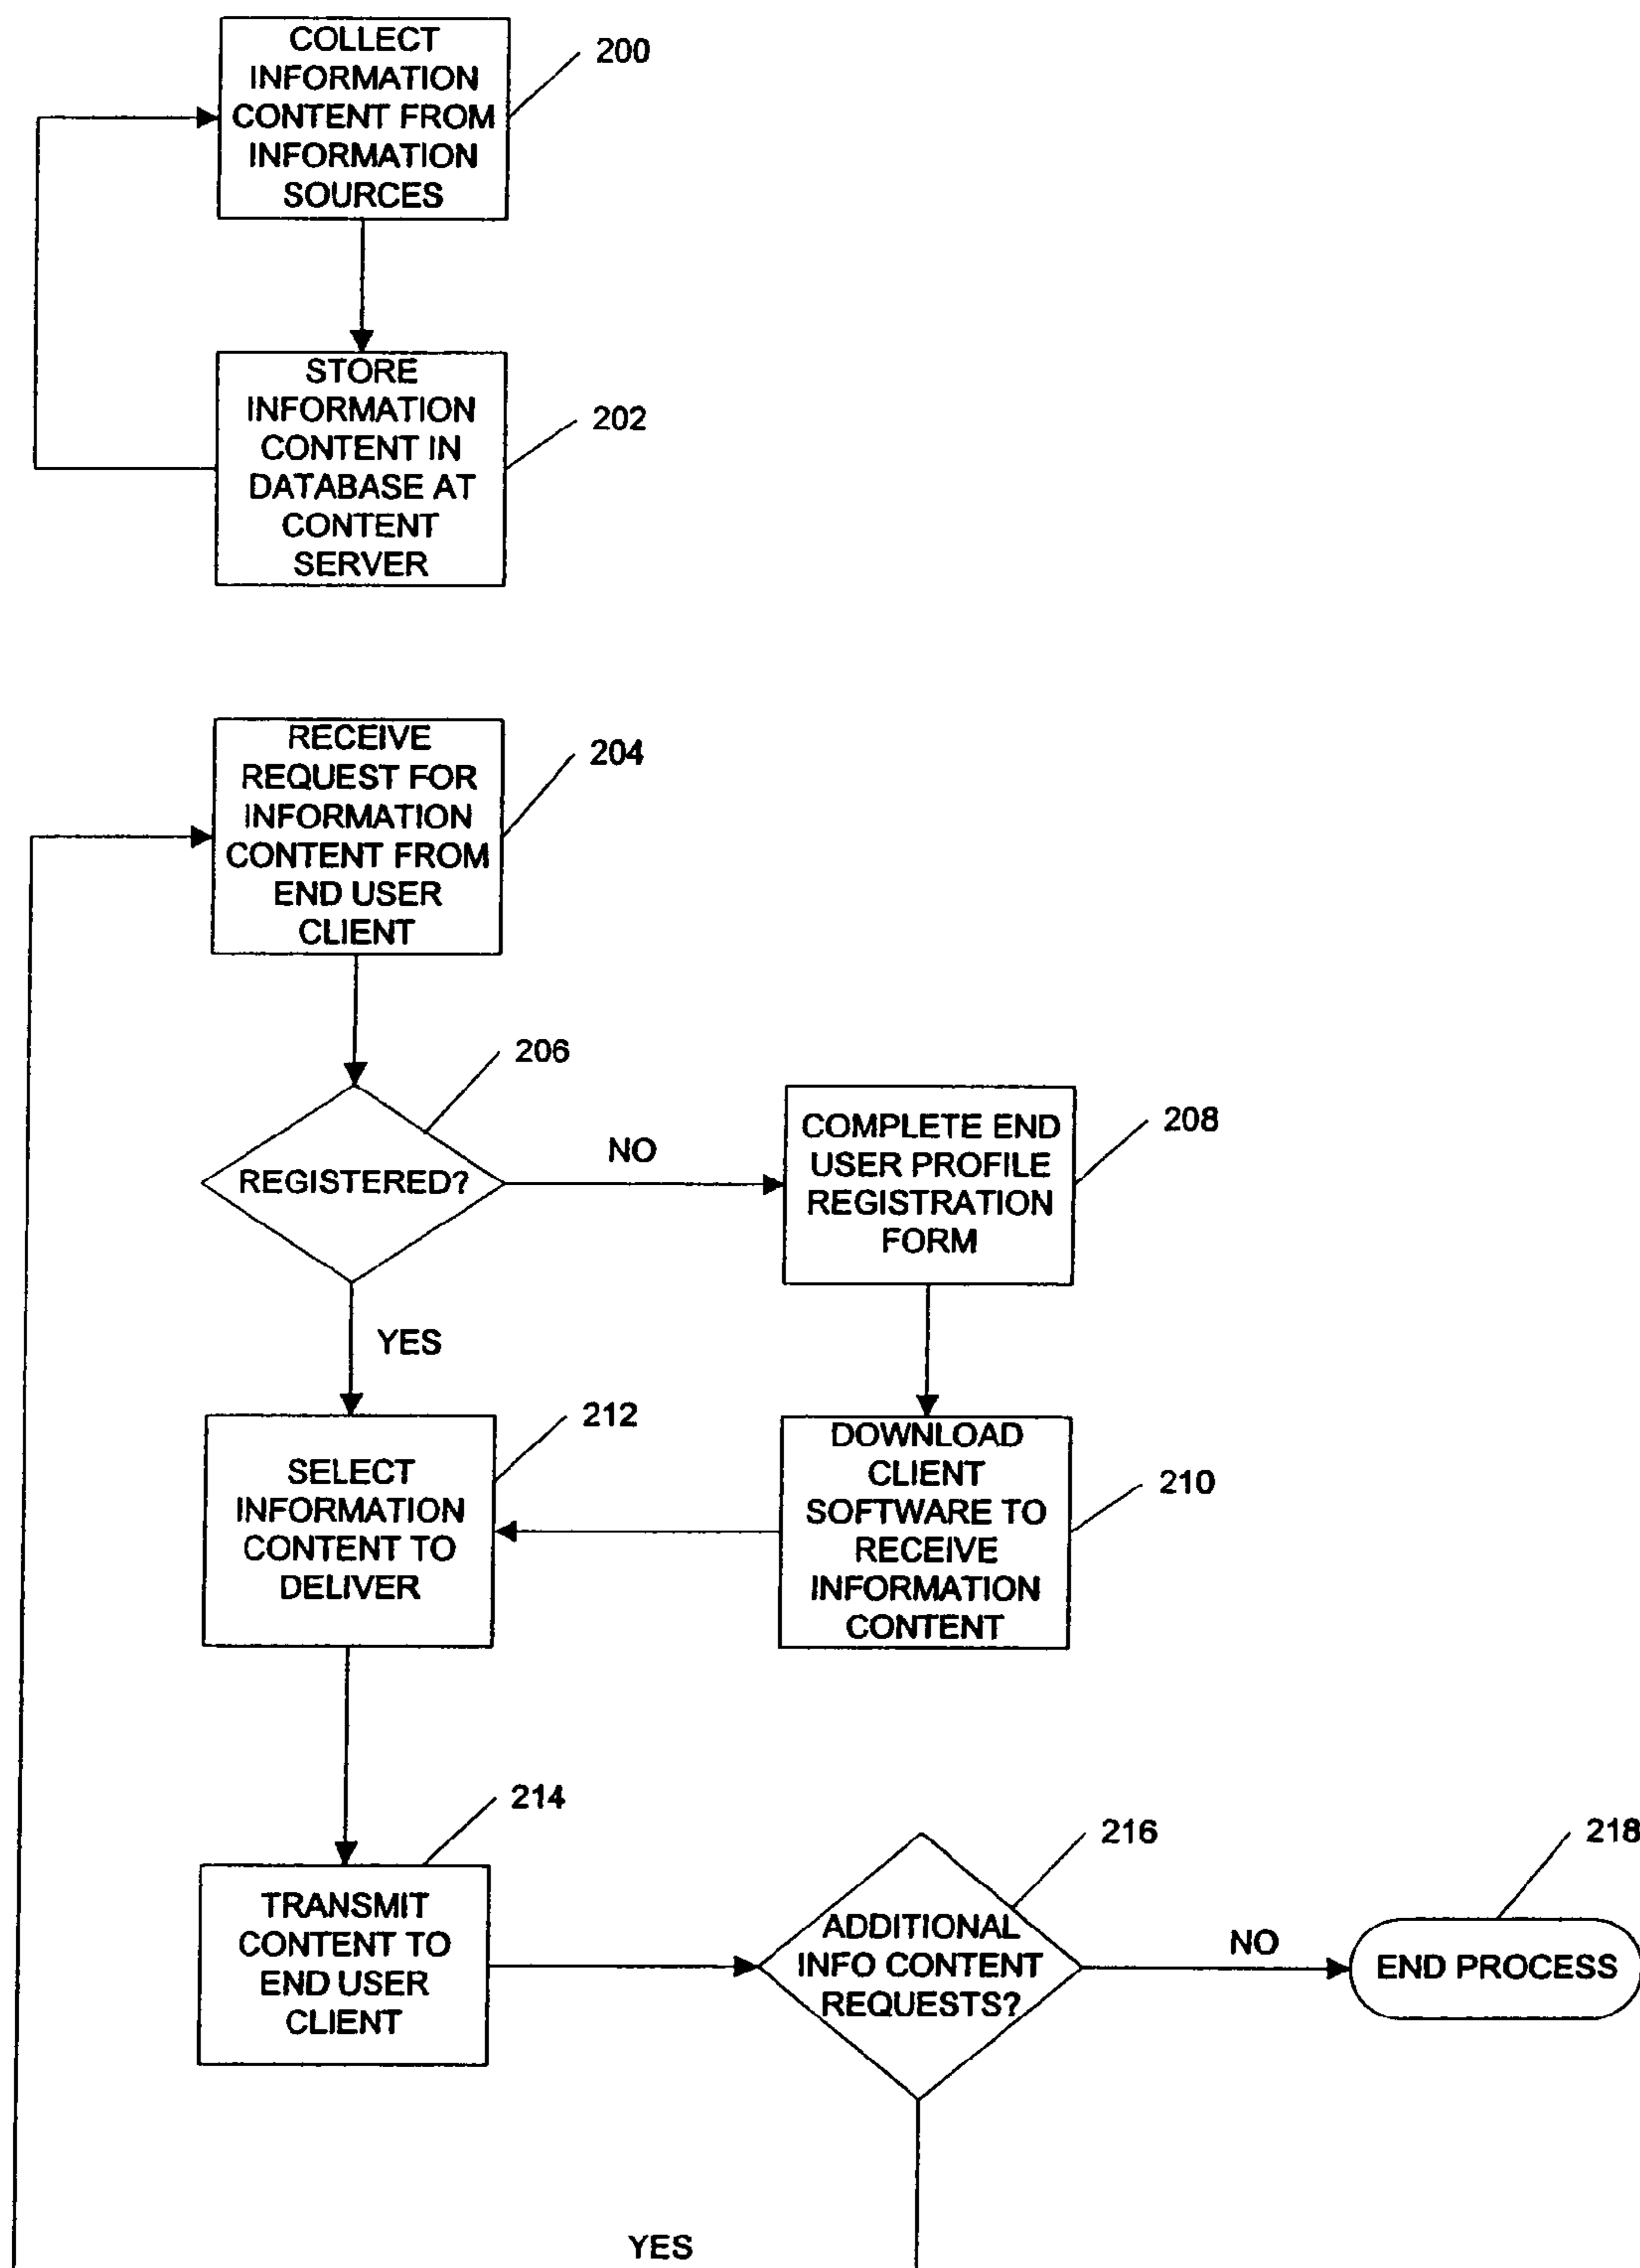 COLLECT
INFORMATION
CONTENT FROM
INFORMATION
SOURCES
200
STORE
INFORMATION
CONTENT IN
DATABASE AT
CONTENT
SERVER
202
RECEIVE
REQUEST FOR
INFORMATION
CONTENT FROM
END USER
CLIENT
204
206
REGISTERED?
NO
COMPLETE END
USER PROFILE
REGISTRATION
FORM
208
YES
212
SELECT
INFORMATION
CONTENT TO
DELIVER
DOWNLOAD
CLIENT
SOFTWARE TO
RECEIVE
INFORMATION
CONTENT
210
214
TRANSMIT
CONTENT TO
END USER
CLIENT
216
ADDITIONAL
INFO CONTENT
REQUESTS?
NO
218
END PROCESS
YES